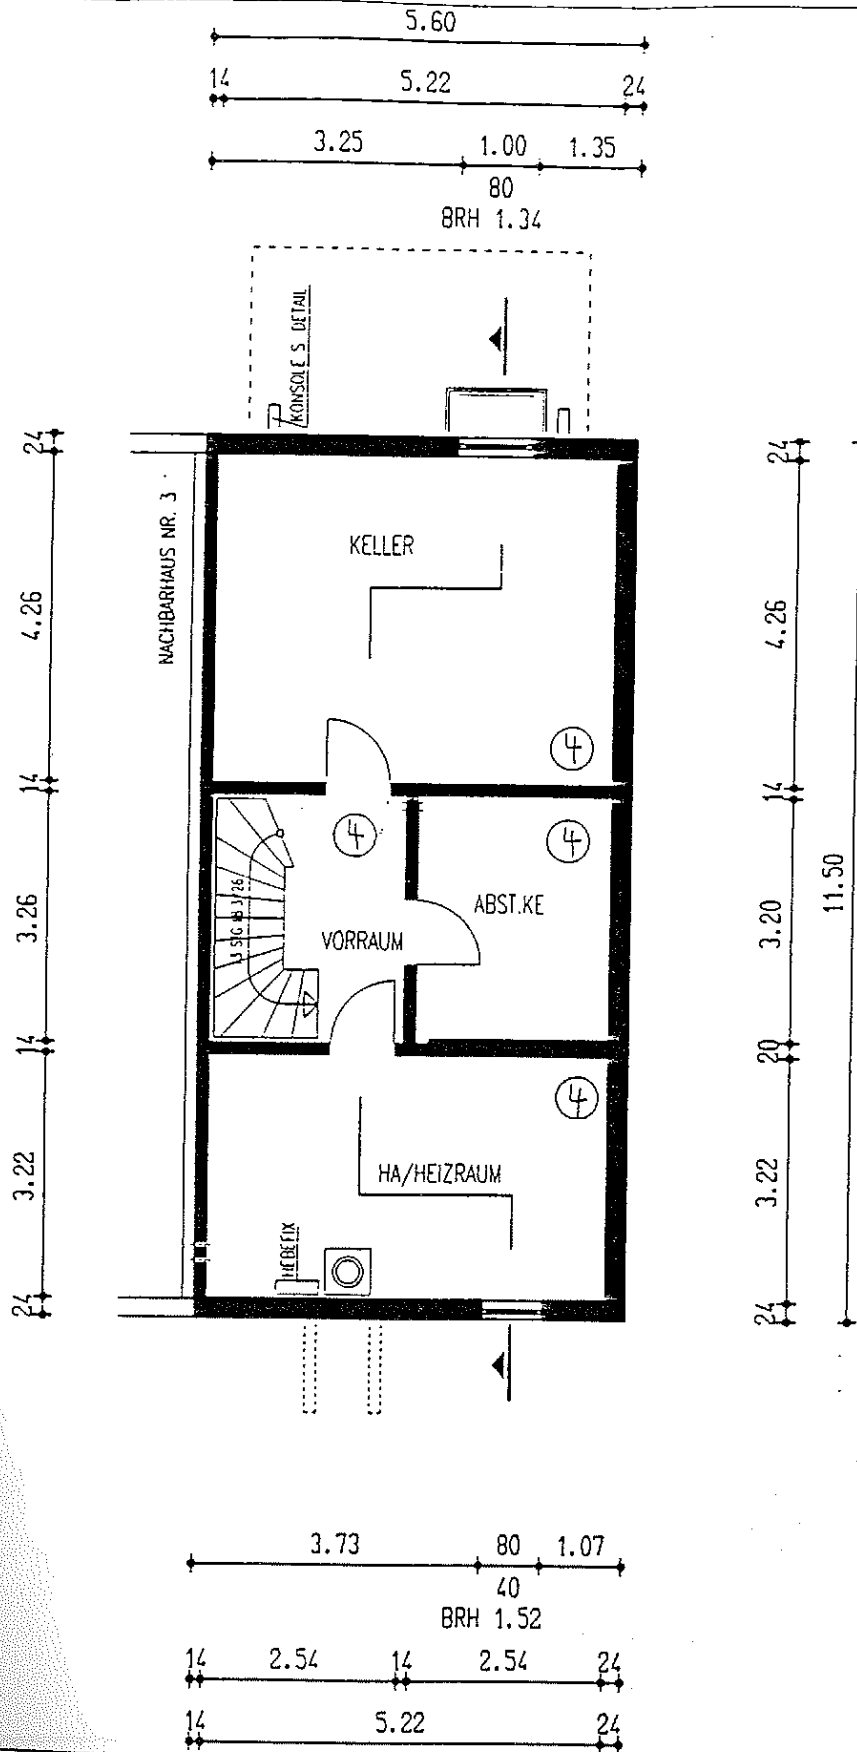 5.60
14 5.22 24
3.25 1.00 1.35
80
BRH 1.34
KONSOLE S. DETAIL
24
24
NACHBARHAUS NR. 3
KELLER
4.26
4.26
4
14
14
4
4
3.26
ABST.KE
3.20
11.50
VORRAUM
14
20
4
3.22
HA/HEIZRAUM
3.22
HEBEFIX
24
24
3.73 80 1.07
40
BRH 1.52
14 2.54 14 2.54 24
14 5.22 24